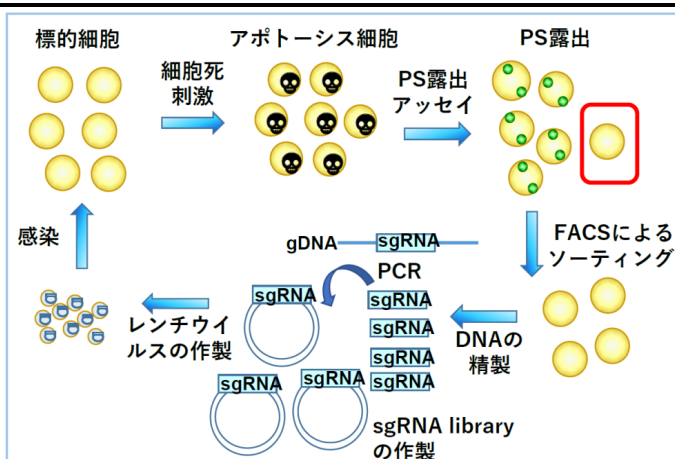 標的細胞
細胞死
刺激
アポトーシス細胞
PS露出
アッセイ
PS露出
FACSによる
ソーティング
DNAの
精製
gDNA
sgRNA
PCR
sgRNA
sgRNA
sgRNA
sgRNA
sgRNA
sgRNA
sgRNA
sgRNA library
の作製
レンチウイ
ルスの作製
感染